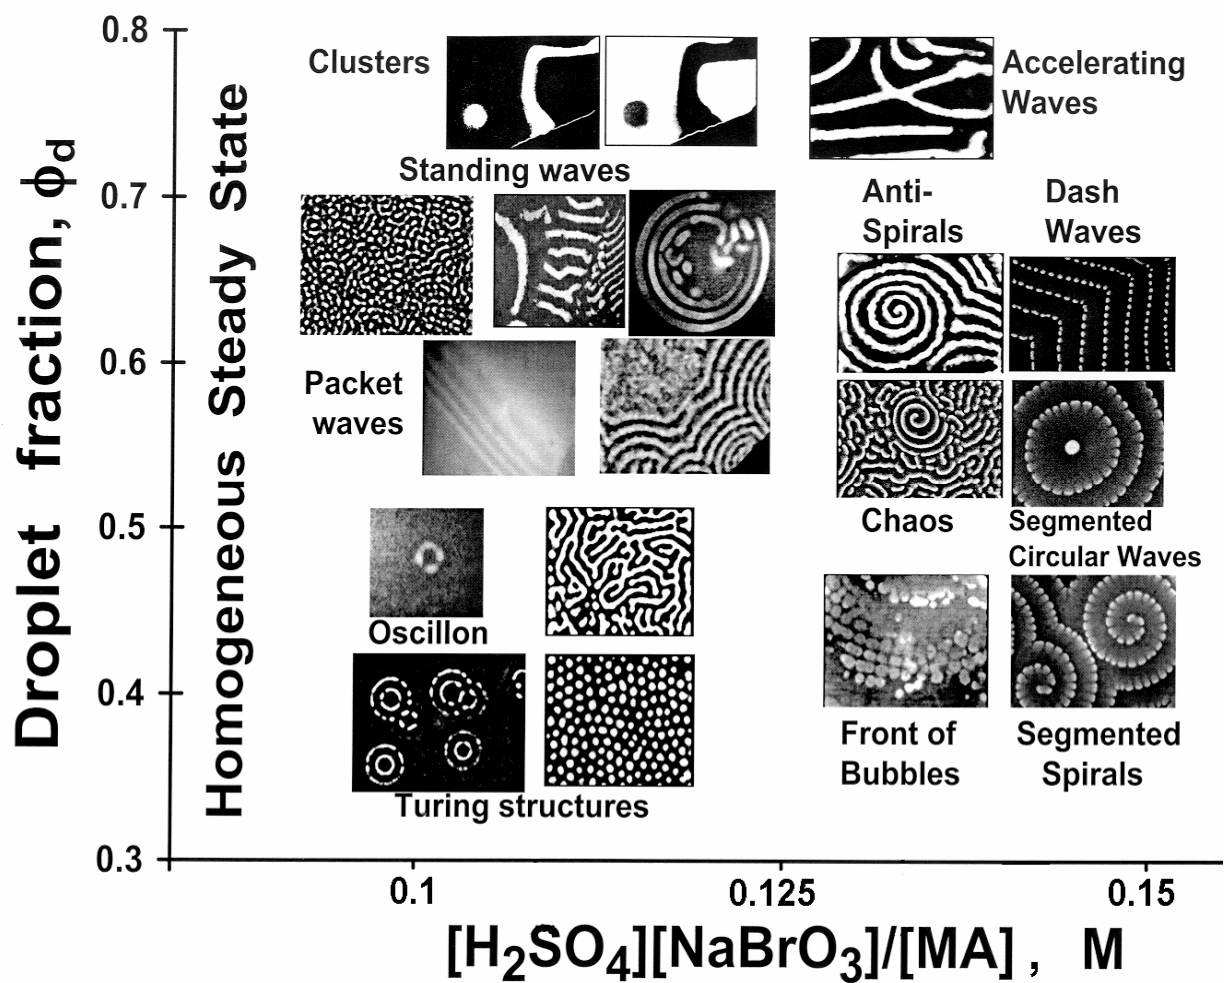 0.8
0.7
0.6
0.5
0.4
0.3
Droplet fraction, ϕd
Homogeneous Steady State
Clusters
Accelerating
Waves
Standing waves
Anti-
Spirals
Dash
Waves
Packet
waves
Chaos
Segmented
Circular Waves
Oscillon
Turing structures
Front of
Bubbles
Segmented
Spirals
0.1
0.125
0.15
[H₂SO₄][NaBrO₃]/[MA] , M